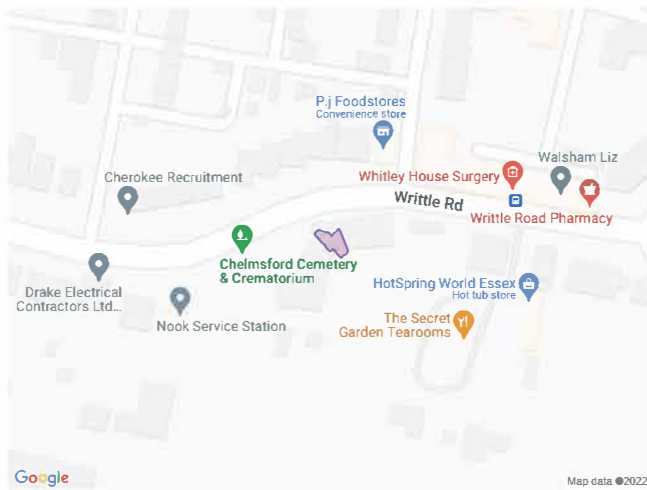 P.j Foodstores
Convenience store
Cherokee Recruitment
Whitley House Surgery
Walsham Liz
Writtle Rd
Writtle Road Pharmacy
Chelmsford Cemetery
& Crematorium
Drake Electrical
Contractors Ltd...
Nook Service Station
HotSpring World Essex
Hot tub store
The Secret
Garden Tearooms
Google
Map data ©2022